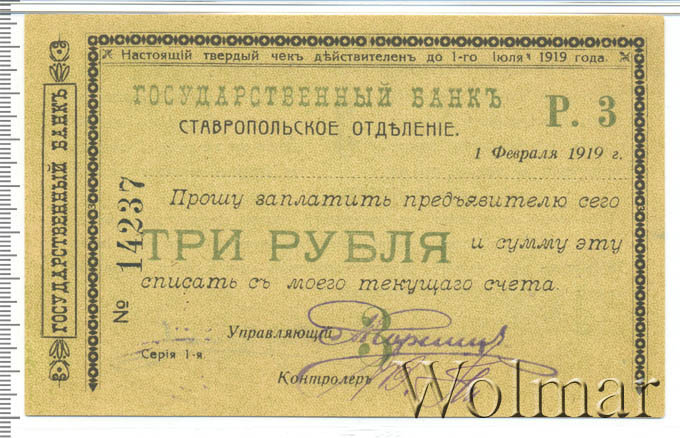 Настоящій твердый чекъ дѣйствителенъ до 1-го Іюля 1919 года.
ГОСУДАРСТВЕННЫЙ БАНКЪ
СТАВРОПОЛЬСКОЕ ОТДѢЛЕНІЕ.
Р. 3
1 Февраля 1919 г.
Прошу заплатить предъявителю сего
ТРИ РУБЛЯ и сумму эту
списать съ моего текущаго счета.
3
Управляющій
Серія 1-я.
Контролеръ
№ 14237
ГОСУДАРСТВЕННЫЙ БАНКЪ
Wolmar